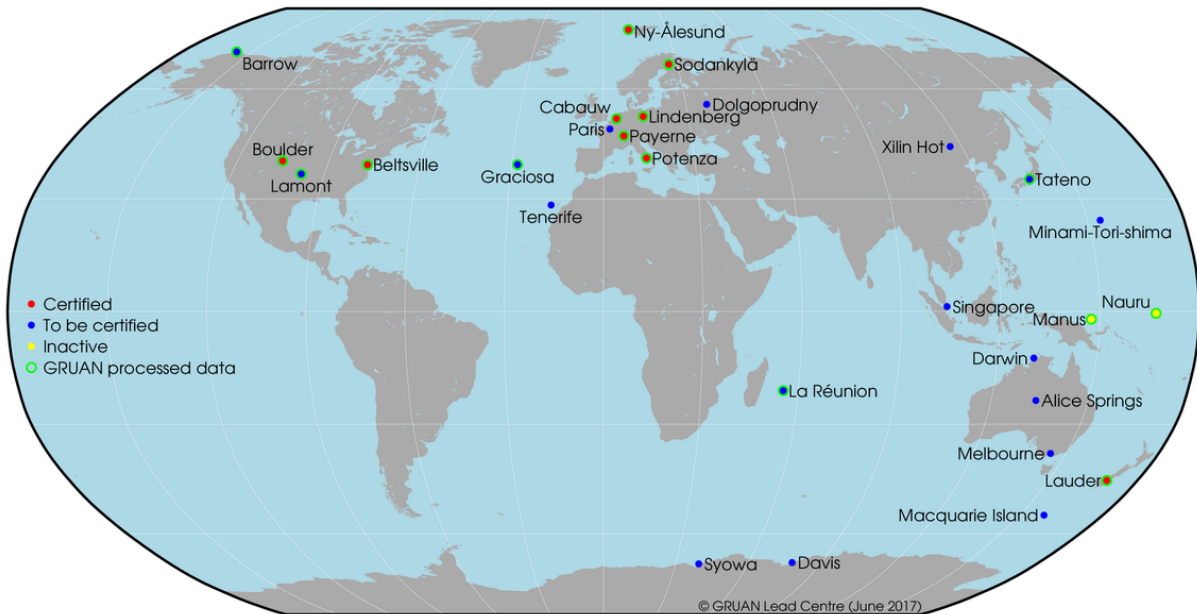 Ny-Ålesund
Barrow
Sodankylä
Dolgoprudny
Cabauw
Lindenberg
Paris
Payerne
Xilin Hot
Boulder
Potenza
Beltsville
Graciosa
Lamont
Tateno
Tenerife
Minami-Tori-shima
Certified
To be certified
Inactive
GRUAN processed data
Singapore
Nauru
Manus
Darwin
La Réunion
Alice Springs
Melbourne
Lauder
Macquarie Island
Syowa
Davis
© GRUAN Lead Centre (June 2017)